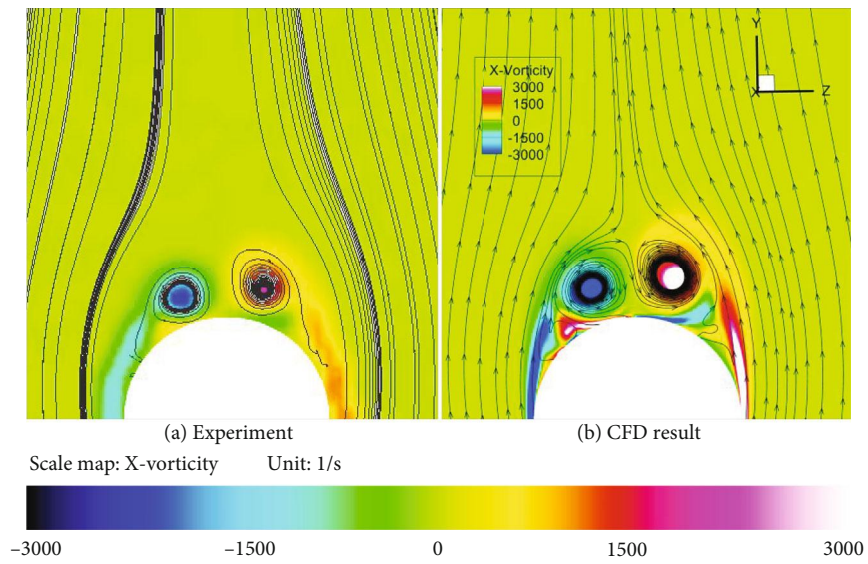 X-Vorticity
3000
1500
0
-1500
-3000
Y
X
Z
(a) Experiment
(b) CFD result
Scale map: X-vorticity Unit: 1/s
–3000 –1500 0 1500 3000